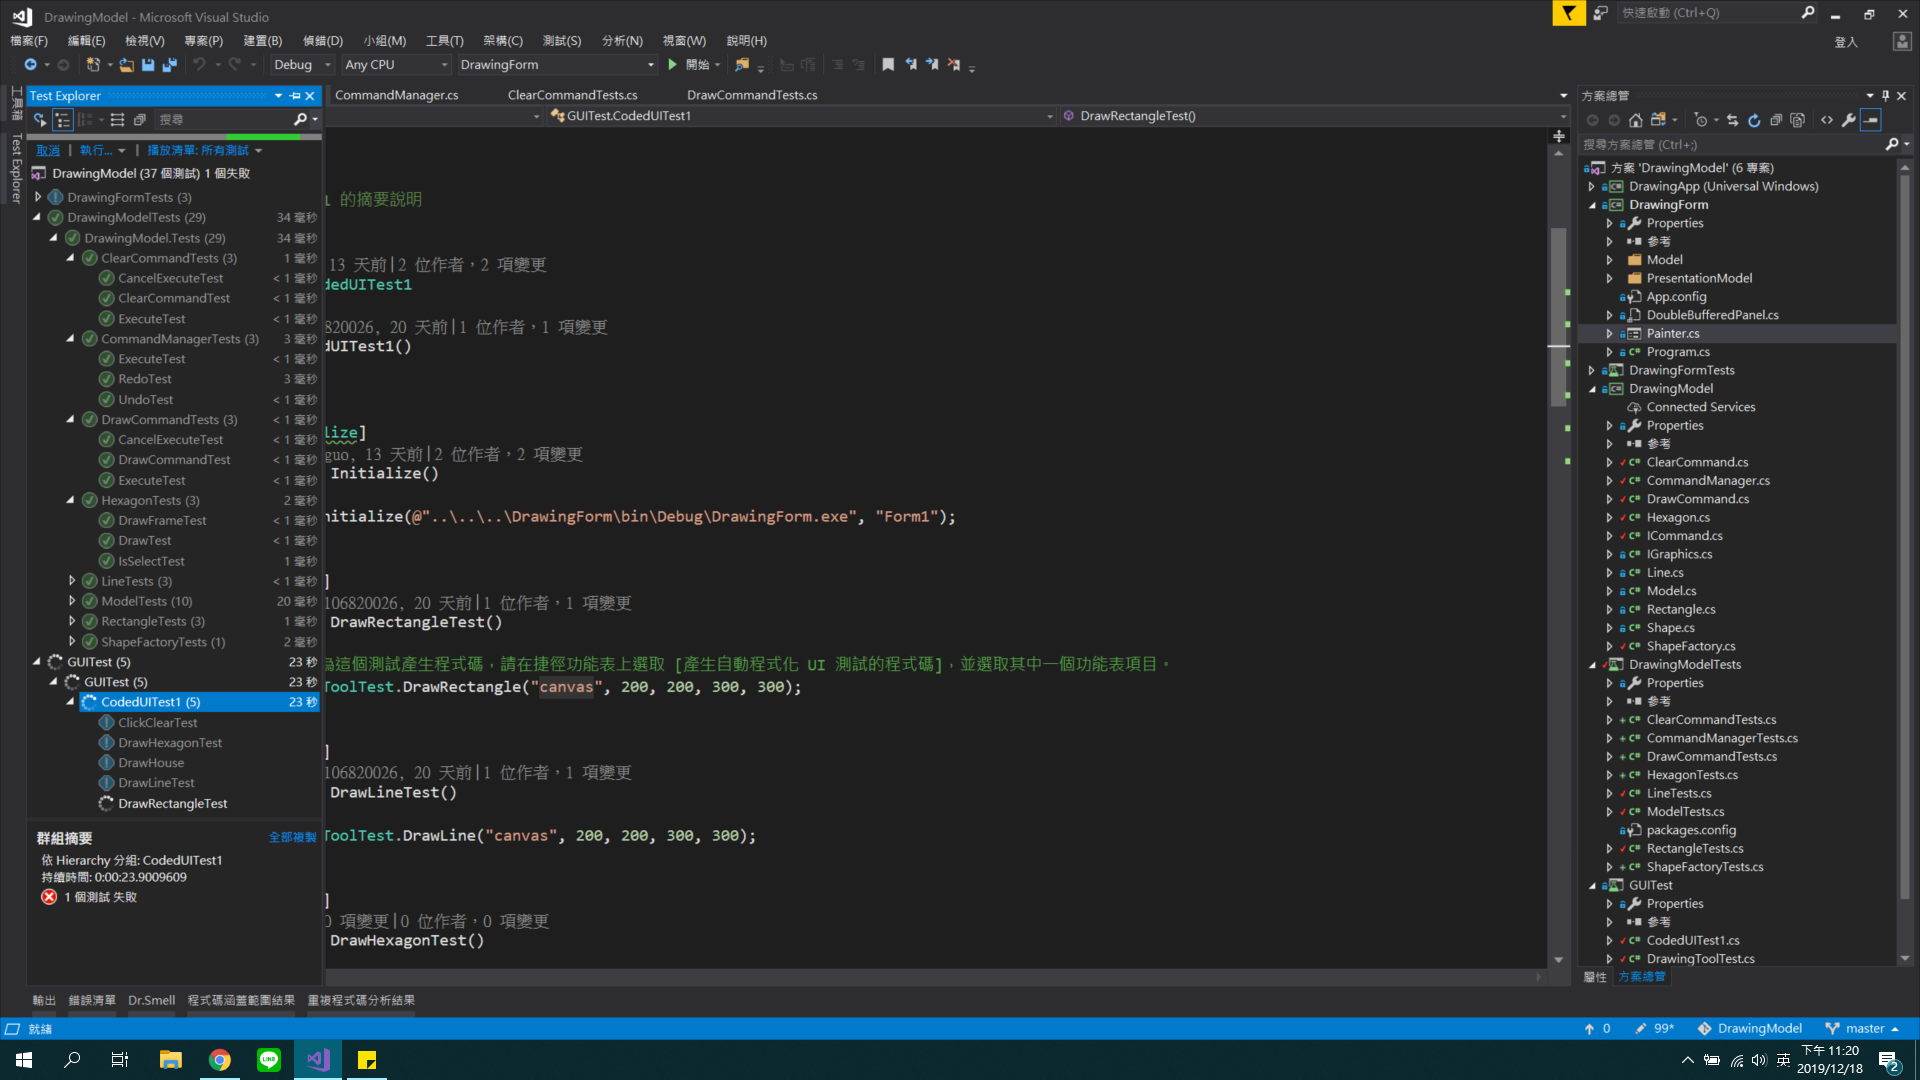 DrawingModel - Microsoft Visual Studio
快速啟動 (Ctrl+Q)
檔案(F) 編輯(E) 檢視(V) 專案(P) 建置(B) 偵錯(D) 小組(M) 工具(T) 架構(C) 測試(S) 分析(N) 視窗(W) 說明(H)
登入
Debug Any CPU DrawingForm 開始
工具箱
Test Explorer
Test Explorer
搜尋
取消 | 執行... | 播放清單: 所有測試
DrawingModel (37 個測試) 1 個失敗
DrawingFormTests (3)
DrawingModelTests (29) 34 毫秒
DrawingModel.Tests (29) 34 毫秒
ClearCommandTests (3) 1 毫秒
CancelExecuteTest < 1 毫秒
ClearCommandTest < 1 毫秒
ExecuteTest < 1 毫秒
CommandManagerTests (3) 3 毫秒
ExecuteTest < 1 毫秒
RedoTest 3 毫秒
UndoTest < 1 毫秒
DrawCommandTests (3) < 1 毫秒
CancelExecuteTest < 1 毫秒
DrawCommandTest < 1 毫秒
ExecuteTest < 1 毫秒
HexagonTests (3) 2 毫秒
DrawFrameTest < 1 毫秒
DrawTest < 1 毫秒
IsSelectTest 1 毫秒
LineTests (3) < 1 毫秒
ModelTests (10) 20 毫秒
RectangleTests (3) 1 毫秒
ShapeFactoryTests (1) 2 毫秒
GUITest (5) 23 秒
GUITest (5) 23 秒
CodedUITest1 (5) 23 秒
ClickClearTest
DrawHexagonTest
DrawHouse
DrawLineTest
DrawRectangleTest
群組摘要 全部複製
依 Hierarchy 分組: CodedUITest1
持續時間: 0:00:23.9009609
1 個測試 失敗
CommandManager.cs ClearCommandTests.cs DrawCommandTests.cs
GUITest.CodedUITest1 DrawRectangleTest()
1 的摘要說明
13 天前|2 位作者，2 項變更
dedUITest1
820026, 20 天前|1 位作者，1 項變更
dUITest1()
lize]
guo, 13 天前|2 位作者，2 項變更
Initialize()
nitialize(@"..\..\..\DrawingForm\bin\Debug\DrawingForm.exe", "Form1");
]
106820026, 20 天前|1 位作者，1 項變更
DrawRectangleTest()
為這個測試產生程式碼，請在捷徑功能表上選取 [產生自動程式化 UI 測試的程式碼]，並選取其中一個功能表項目。
ToolTest.DrawRectangle("canvas", 200, 200, 300, 300);
]
106820026, 20 天前|1 位作者，1 項變更
DrawLineTest()
ToolTest.DrawLine("canvas", 200, 200, 300, 300);
]
0 項變更|0 位作者，0 項變更
DrawHexagonTest()
方案總管
搜尋方案總管 (Ctrl+;)
方案 'DrawingModel' (6 專案)
DrawingApp (Universal Windows)
DrawingForm
Properties
參考
Model
PresentationModel
App.config
DoubleBufferedPanel.cs
Painter.cs
Program.cs
DrawingFormTests
DrawingModel
Connected Services
Properties
參考
ClearCommand.cs
CommandManager.cs
DrawCommand.cs
Hexagon.cs
ICommand.cs
IGraphics.cs
Line.cs
Model.cs
Rectangle.cs
Shape.cs
ShapeFactory.cs
DrawingModelTests
Properties
參考
ClearCommandTests.cs
CommandManagerTests.cs
DrawCommandTests.cs
HexagonTests.cs
LineTests.cs
ModelTests.cs
packages.config
RectangleTests.cs
ShapeFactoryTests.cs
GUITest
Properties
參考
CodedUITest1.cs
DrawingToolTest.cs
屬性 方案總管
輸出 錯誤清單 Dr.Smell 程式碼涵蓋範圍結果 重複程式碼分析結果
就緒 0 99* DrawingModel master
LINE
英 下午 11:20
2019/12/18
2